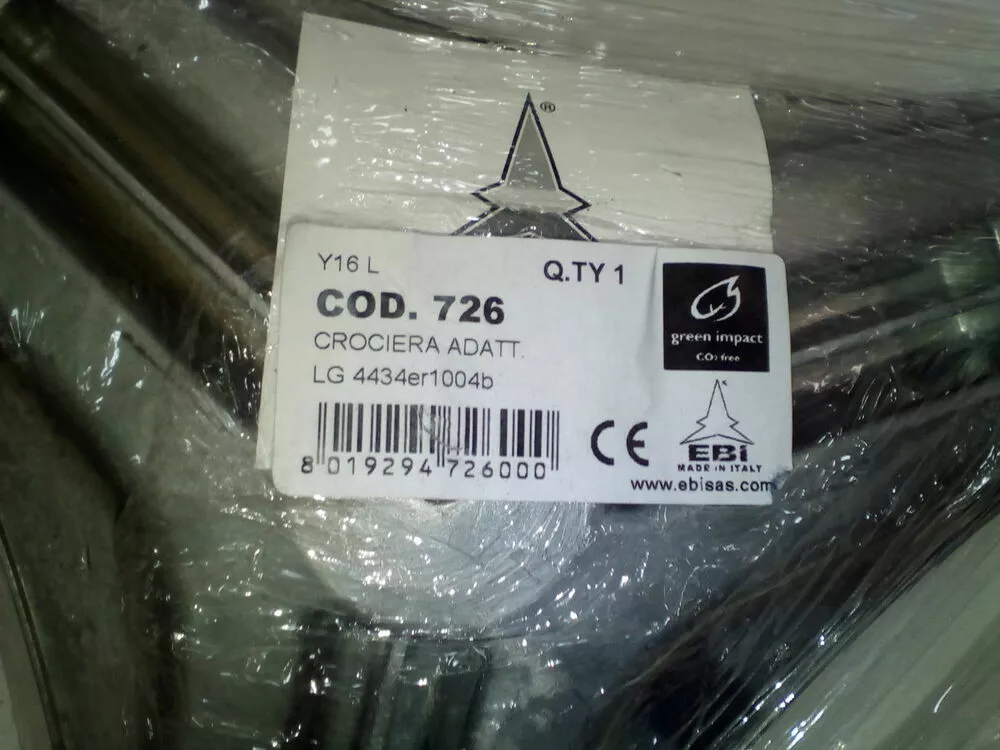 ®
Y16 L
Q.TY 1
COD. 726
CROCIERA ADATT.
LG 4434er1004b
8 019294 726000
green impact
CO2 free
CE
EBI
MADE IN ITALY
www.ebisas.com